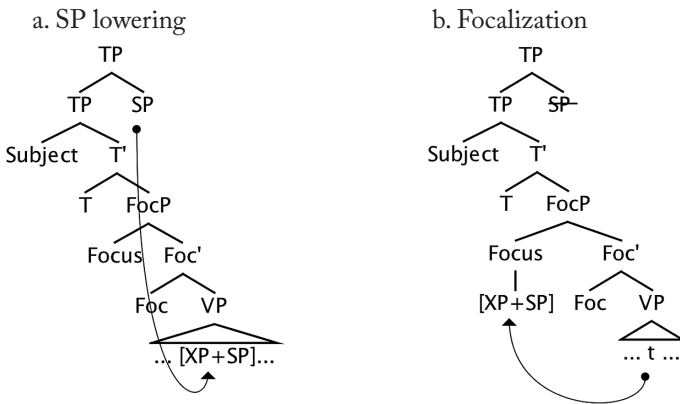 a. SP lowering
TP
TP SP
Subject T'
T FocP
Focus Foc'
Foc VP
... [XP+SP]...
b. Focalization
TP
TP SP
Subject T'
T FocP
Focus Foc'
[XP+SP] Foc VP
... t ...